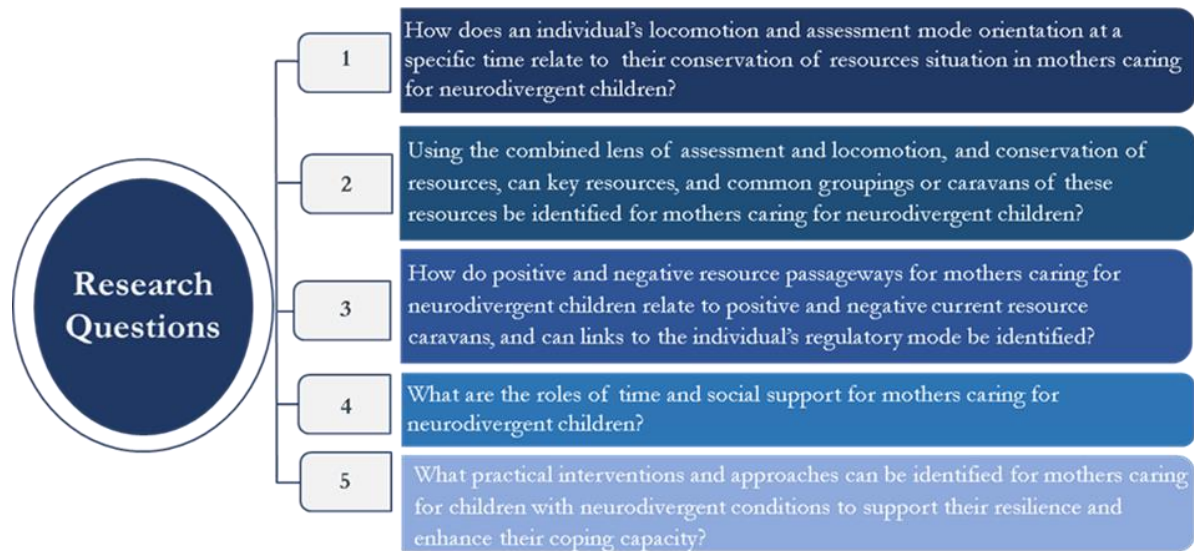 Research
Questions
1
How does an individual's locomotion and assessment mode orientation at a
specific time relate to their conservation of resources situation in mothers caring
for neurodivergent children?
2
Using the combined lens of assessment and locomotion, and conservation of
resources, can key resources, and common groupings or caravans of these
resources be identified for mothers caring for neurodivergent children?
3
How do positive and negative resource passageways for mothers caring for
neurodivergent children relate to positive and negative current resource
caravans, and can links to the individual's regulatory mode be identified?
4
What are the roles of time and social support for mothers caring for
neurodivergent children?
5
What practical interventions and approaches can be identified for mothers caring
for children with neurodivergent conditions to support their resilience and
enhance their coping capacity?